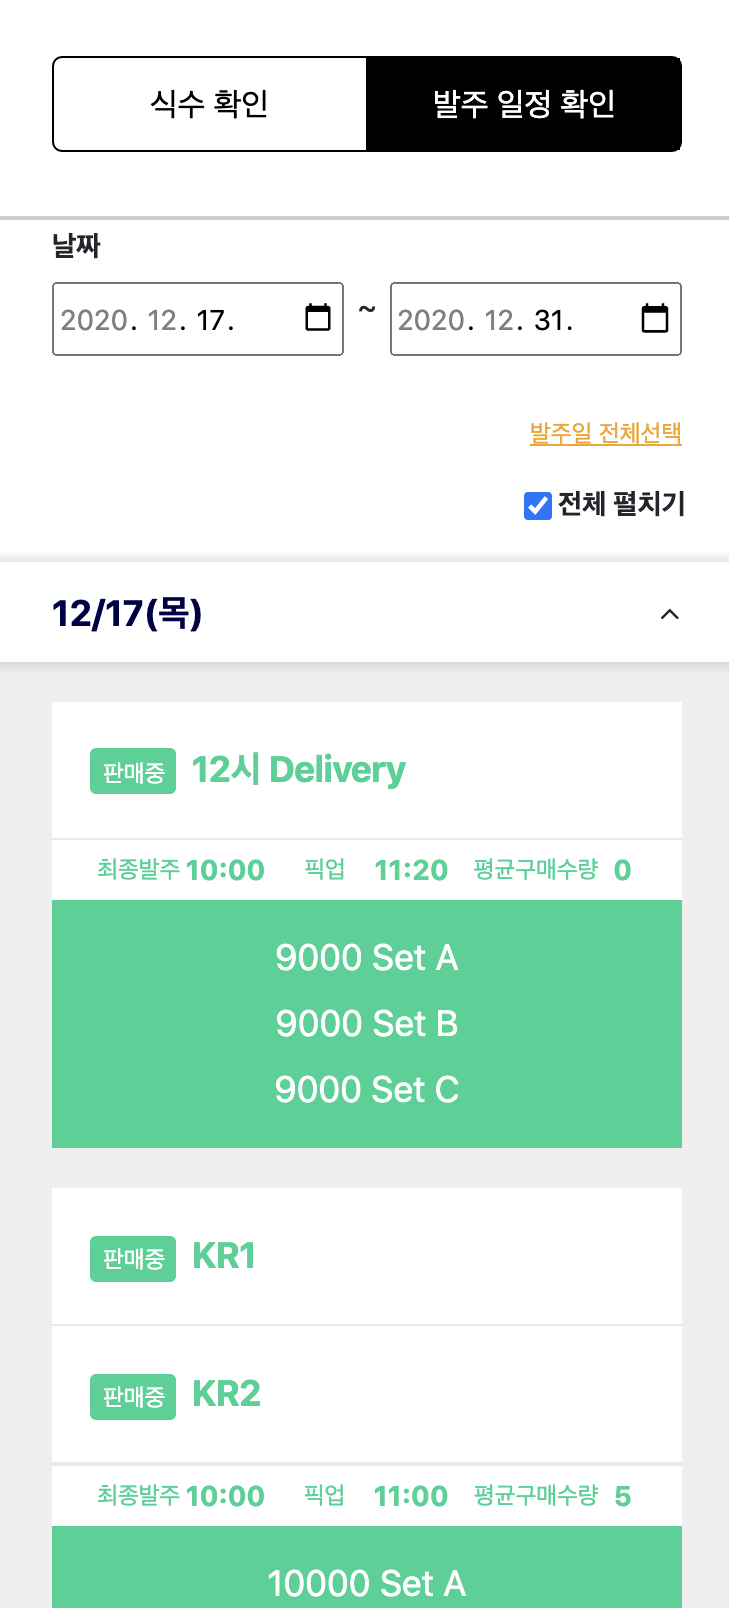 식수 확인 발주 일정 확인
날짜
2020. 12. 17. ~ 2020. 12. 31.
발주일 전체선택
전체 펼치기
12/17(목)
판매중 12시 Delivery
최종발주 10:00 픽업 11:20 평균구매수량 0
9000 Set A
9000 Set B
9000 Set C
판매중 KR1
판매중 KR2
최종발주 10:00 픽업 11:00 평균구매수량 5
10000 Set A